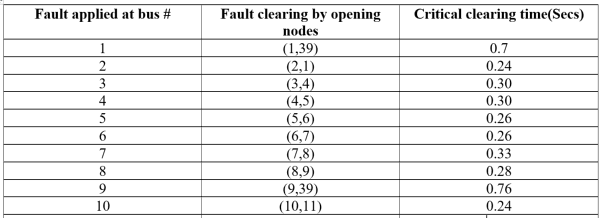 Fault applied at bus # Fault clearing by opening nodes Critical clearing time(Secs)
1 (1,39) 0.7
2 (2,1) 0.24
3 (3,4) 0.30
4 (4,5) 0.30
5 (5,6) 0.26
6 (6,7) 0.26
7 (7,8) 0.33
8 (8,9) 0.28
9 (9,39) 0.76
10 (10,11) 0.24